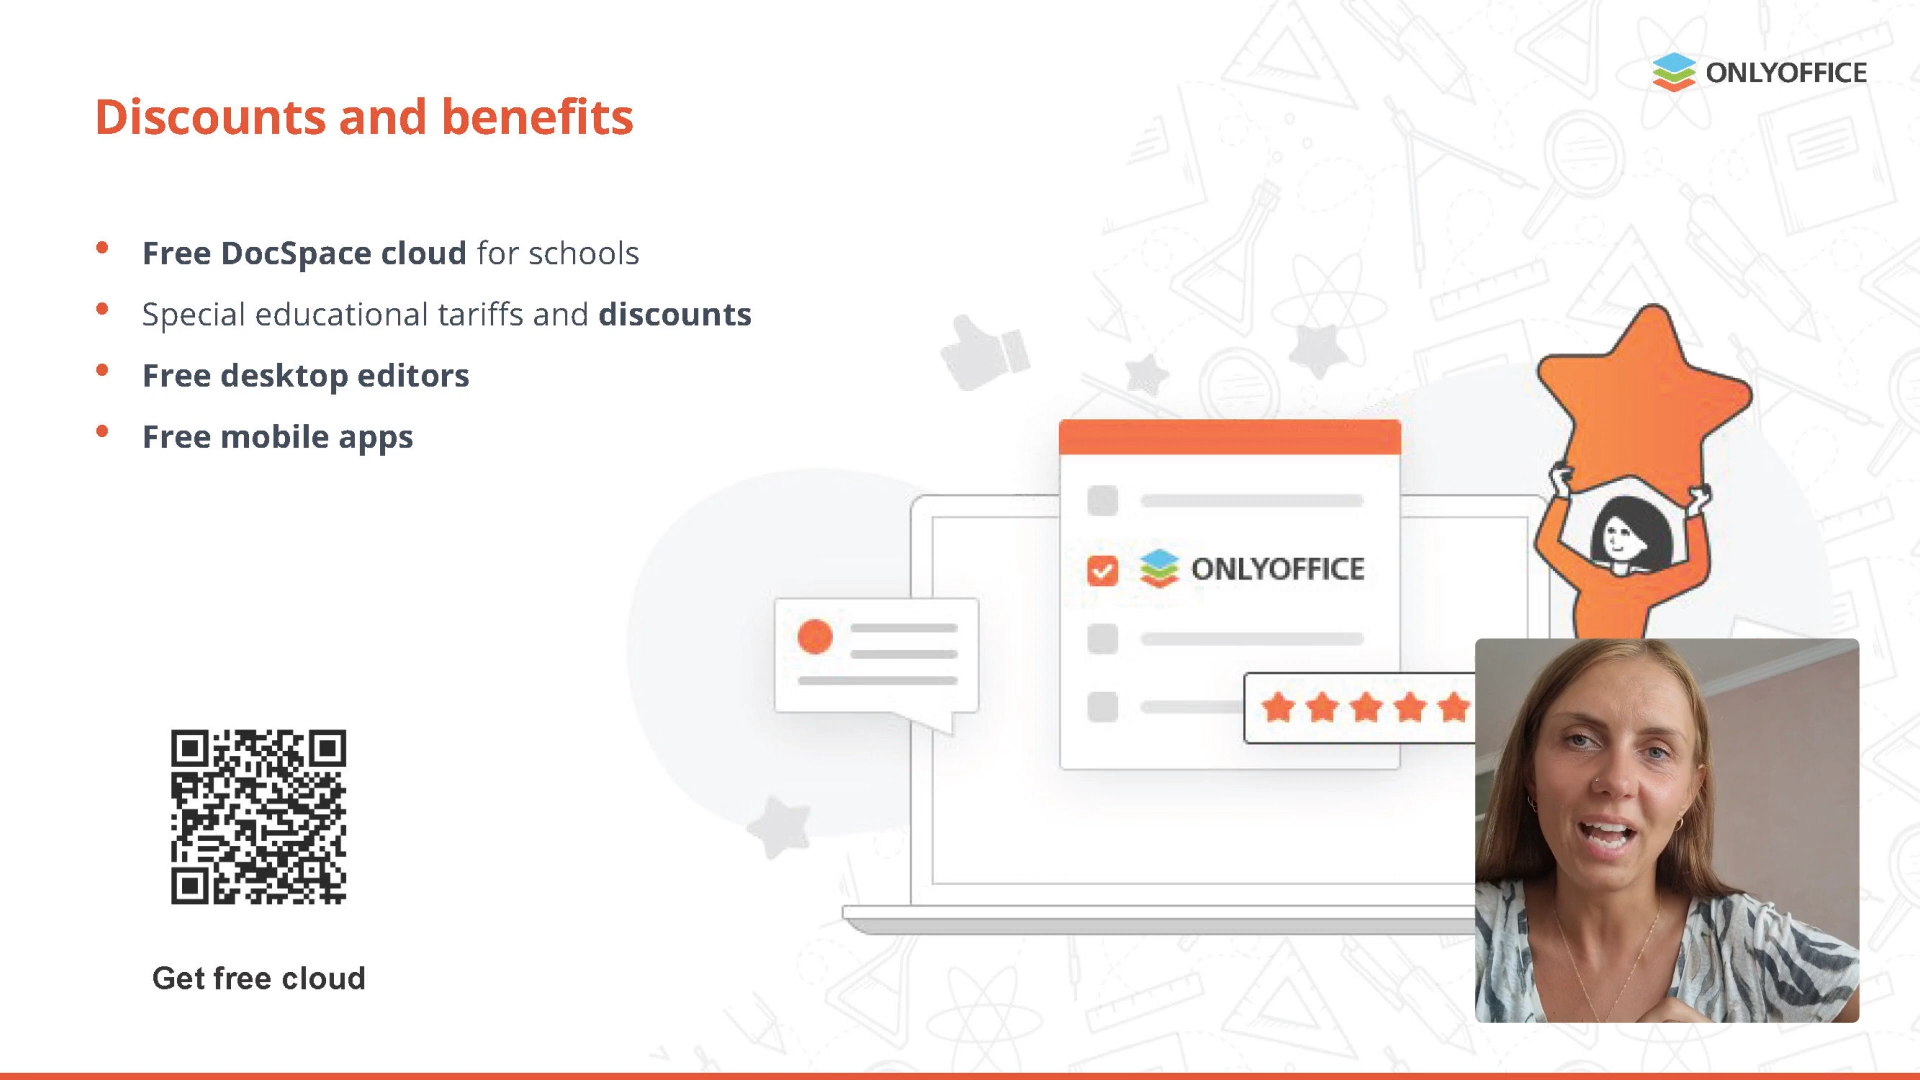 ONLYOFFICE
Discounts and benefits
• Free DocSpace cloud for schools
• Special educational tariffs and discounts
• Free desktop editors
• Free mobile apps
ONLYOFFICE
Get free cloud